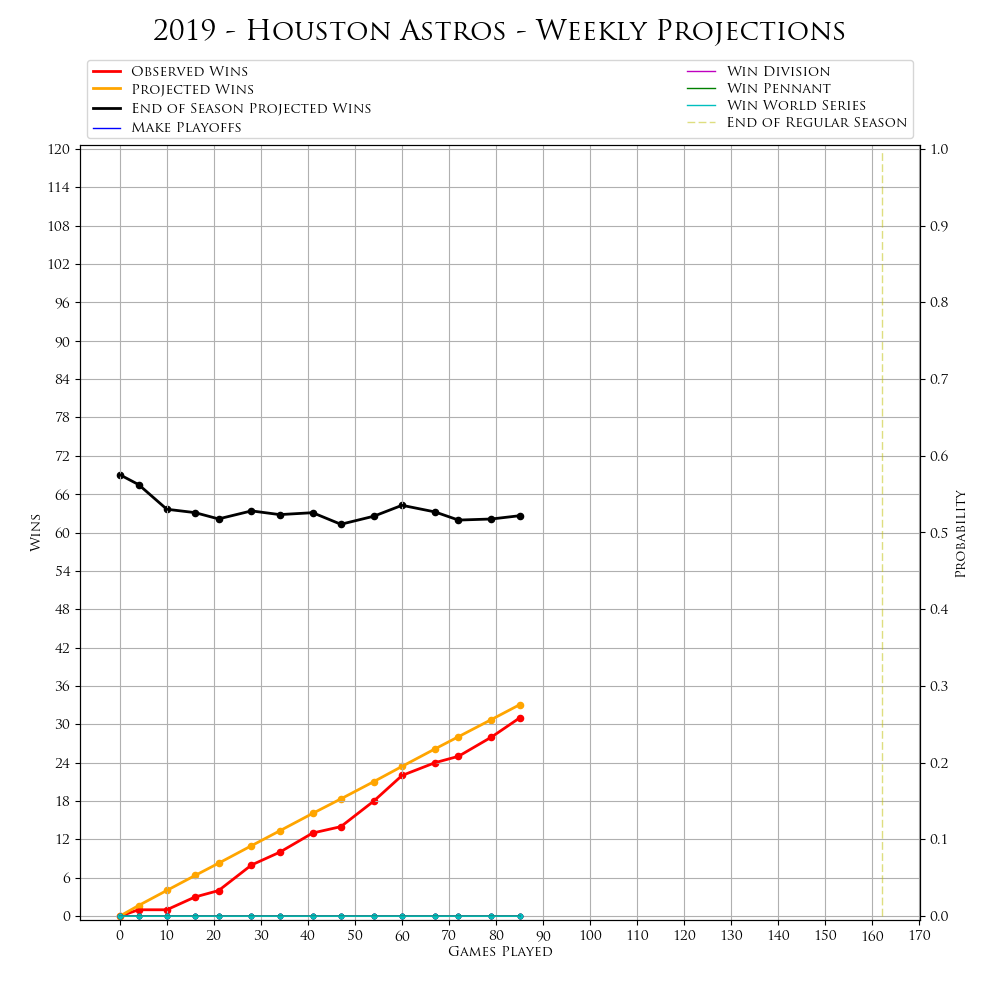 2019 - Houston Astros - Weekly Projections
Observed Wins
Projected Wins
End of Season Projected Wins
Make Playoffs
Win Division
Win Pennant
Win World Series
End of Regular Season
120
114
108
102
96
90
84
78
72
66
60
54
48
42
36
30
24
18
12
6
0
Wins
1.0
0.9
0.8
0.7
0.6
0.5
0.4
0.3
0.2
0.1
0.0
Probability
0 10 20 30 40 50 60 70 80 90 100 110 120 130 140 150 160 170
Games Played